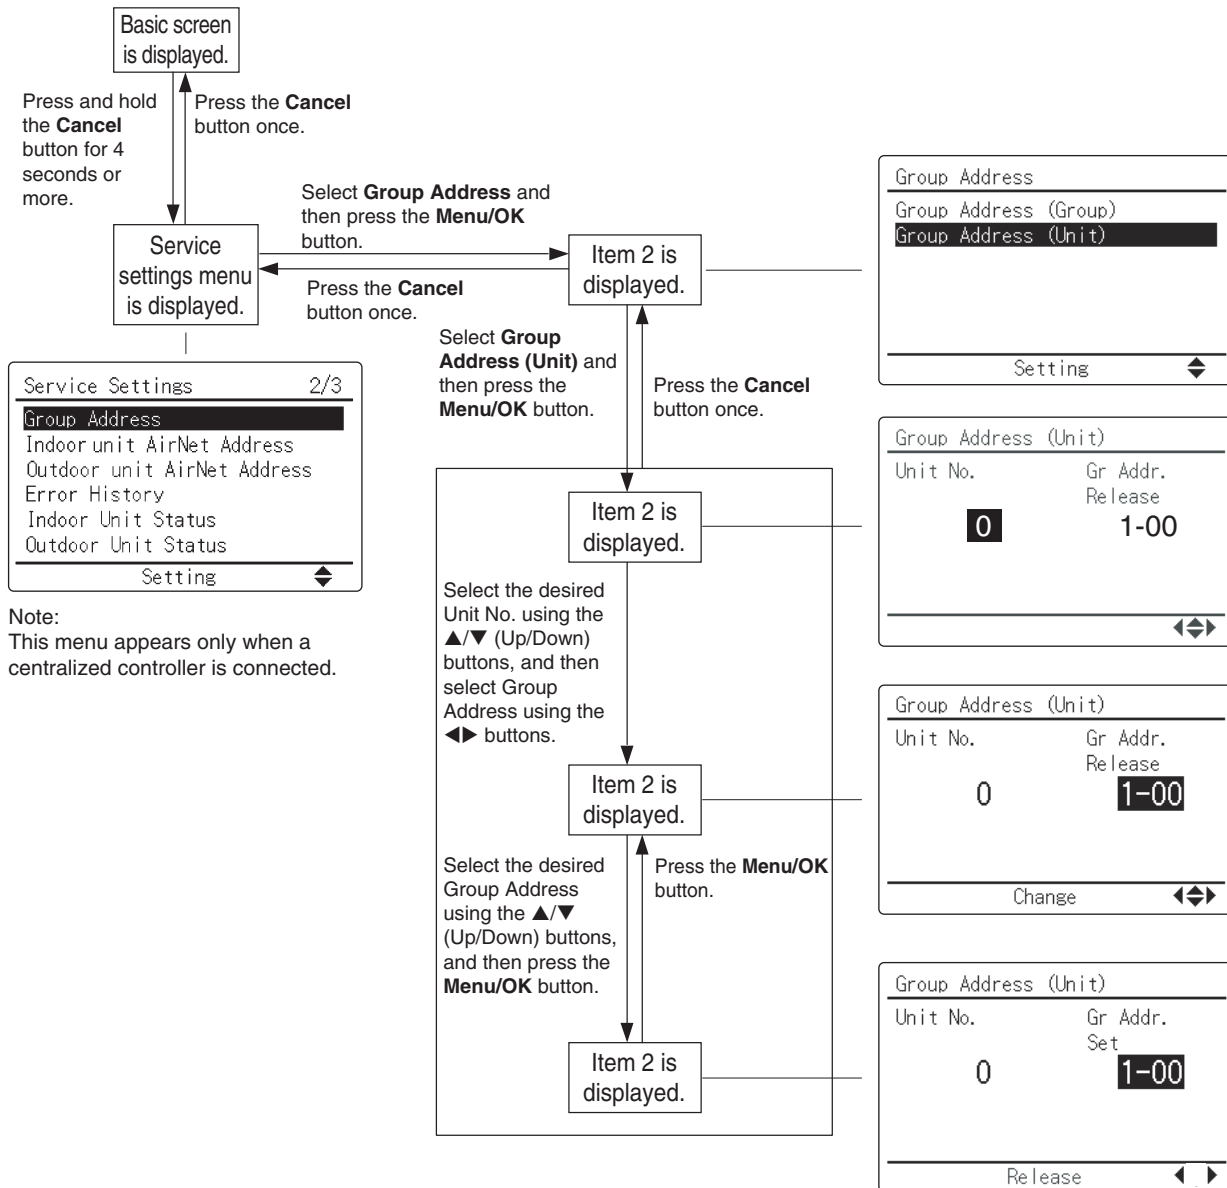 Basic screen
is displayed.
Press and hold
the Cancel
button for 4
seconds or
more.
Press the Cancel
button once.
Select Group Address and
then press the Menu/OK
button.
Service
settings menu
is displayed.
Press the Cancel
button once.
Item 2 is
displayed.
Group Address
Group Address (Group)
Group Address (Unit)
Setting
Service Settings 2/3
Group Address
Indoor unit AirNet Address
Outdoor unit AirNet Address
Error History
Indoor Unit Status
Outdoor Unit Status
Setting
Note:
This menu appears only when a
centralized controller is connected.
Select Group
Address (Unit) and
then press the
Menu/OK button.
Press the Cancel
button once.
Item 2 is
displayed.
Group Address (Unit)
Unit No. Gr Addr.
Release
0 1-00
Select the desired
Unit No. using the
▲/▼ (Up/Down)
buttons, and then
select Group
Address using the
◀▶ buttons.
Item 2 is
displayed.
Group Address (Unit)
Unit No. Gr Addr.
Release
0 1-00
Change
Select the desired
Group Address
using the ▲/▼
(Up/Down) buttons,
and then press the
Menu/OK button.
Press the Menu/OK
button.
Item 2 is
displayed.
Group Address (Unit)
Unit No. Gr Addr.
Set
0 1-00
Release